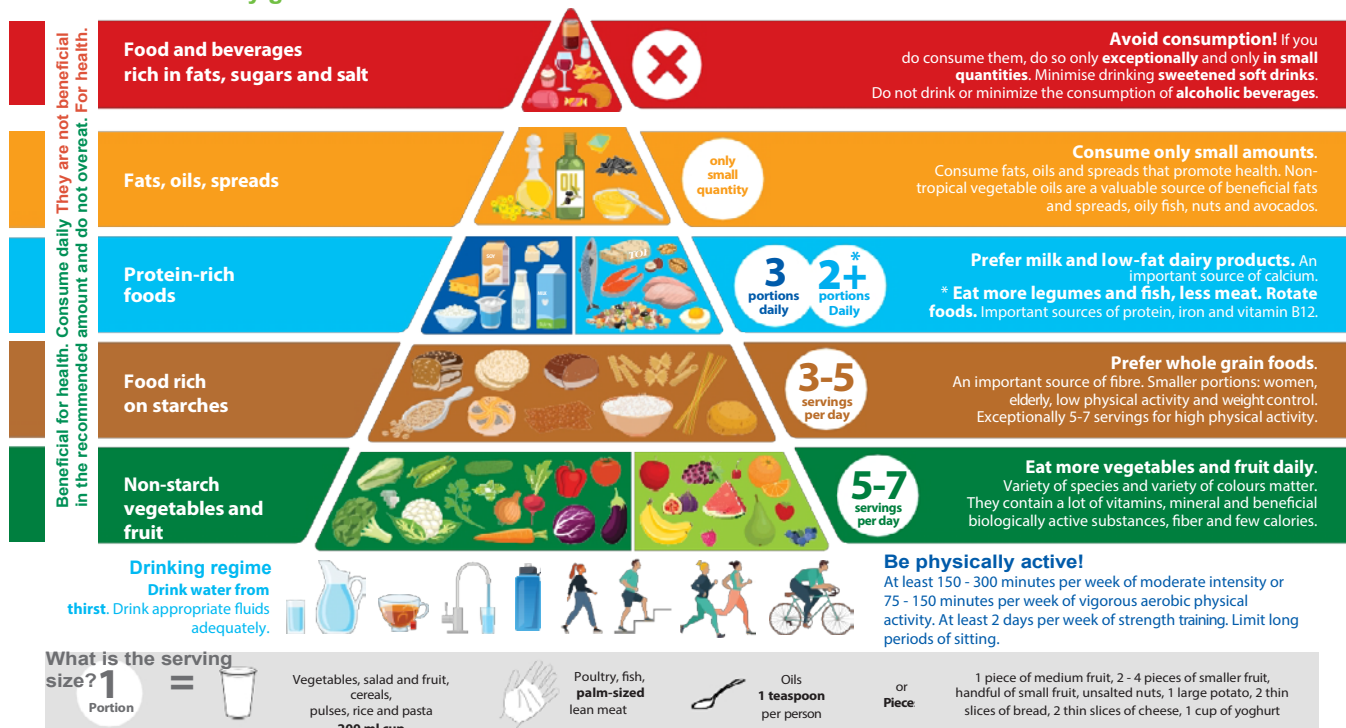 Beneficial for health. Consume daily They are not beneficial
in the recommended amount and do not overeat. For health.
Food and beverages
rich in fats, sugars and salt
Avoid consumption! If you
do consume them, do so only exceptionally and only in small
quantities. Minimise drinking sweetened soft drinks.
Do not drink or minimize the consumption of alcoholic beverages.
Fats, oils, spreads
OIL
only
small
quantity
Consume only small amounts.
Consume fats, oils and spreads that promote health. Non-
tropical vegetable oils are a valuable source of beneficial fats
and spreads, oily fish, nuts and avocados.
Protein-rich
foods
3
portions
daily
2+*
portions
Daily
Prefer milk and low-fat dairy products. An
important source of calcium.
* Eat more legumes and fish, less meat. Rotate
foods. Important sources of protein, iron and vitamin B12.
Food rich
on starches
3-5
servings
per day
Prefer whole grain foods.
An important source of fibre. Smaller portions: women,
elderly, low physical activity and weight control.
Exceptionally 5-7 servings for high physical activity.
Non-starch
vegetables and
fruit
5-7
servings
per day
Eat more vegetables and fruit daily.
Variety of species and variety of colours matter.
They contain a lot of vitamins, mineral and beneficial
biologically active substances, fiber and few calories.
Drinking regime
Drink water from
thirst. Drink appropriate fluids
adequately.
Be physically active!
At least 150 - 300 minutes per week of moderate intensity or
75 - 150 minutes per week of vigorous aerobic physical
activity. At least 2 days per week of strength training. Limit long
periods of sitting.
What is the serving
size?
1
Portion
=
Vegetables, salad and fruit,
cereals,
pulses, rice and pasta
200 ml cup
Poultry, fish,
palm-sized
lean meat
Oils
1 teaspoon
per person
or
Piece
1 piece of medium fruit, 2 - 4 pieces of smaller fruit,
handful of small fruit, unsalted nuts, 1 large potato, 2 thin
slices of bread, 2 thin slices of cheese, 1 cup of yoghurt